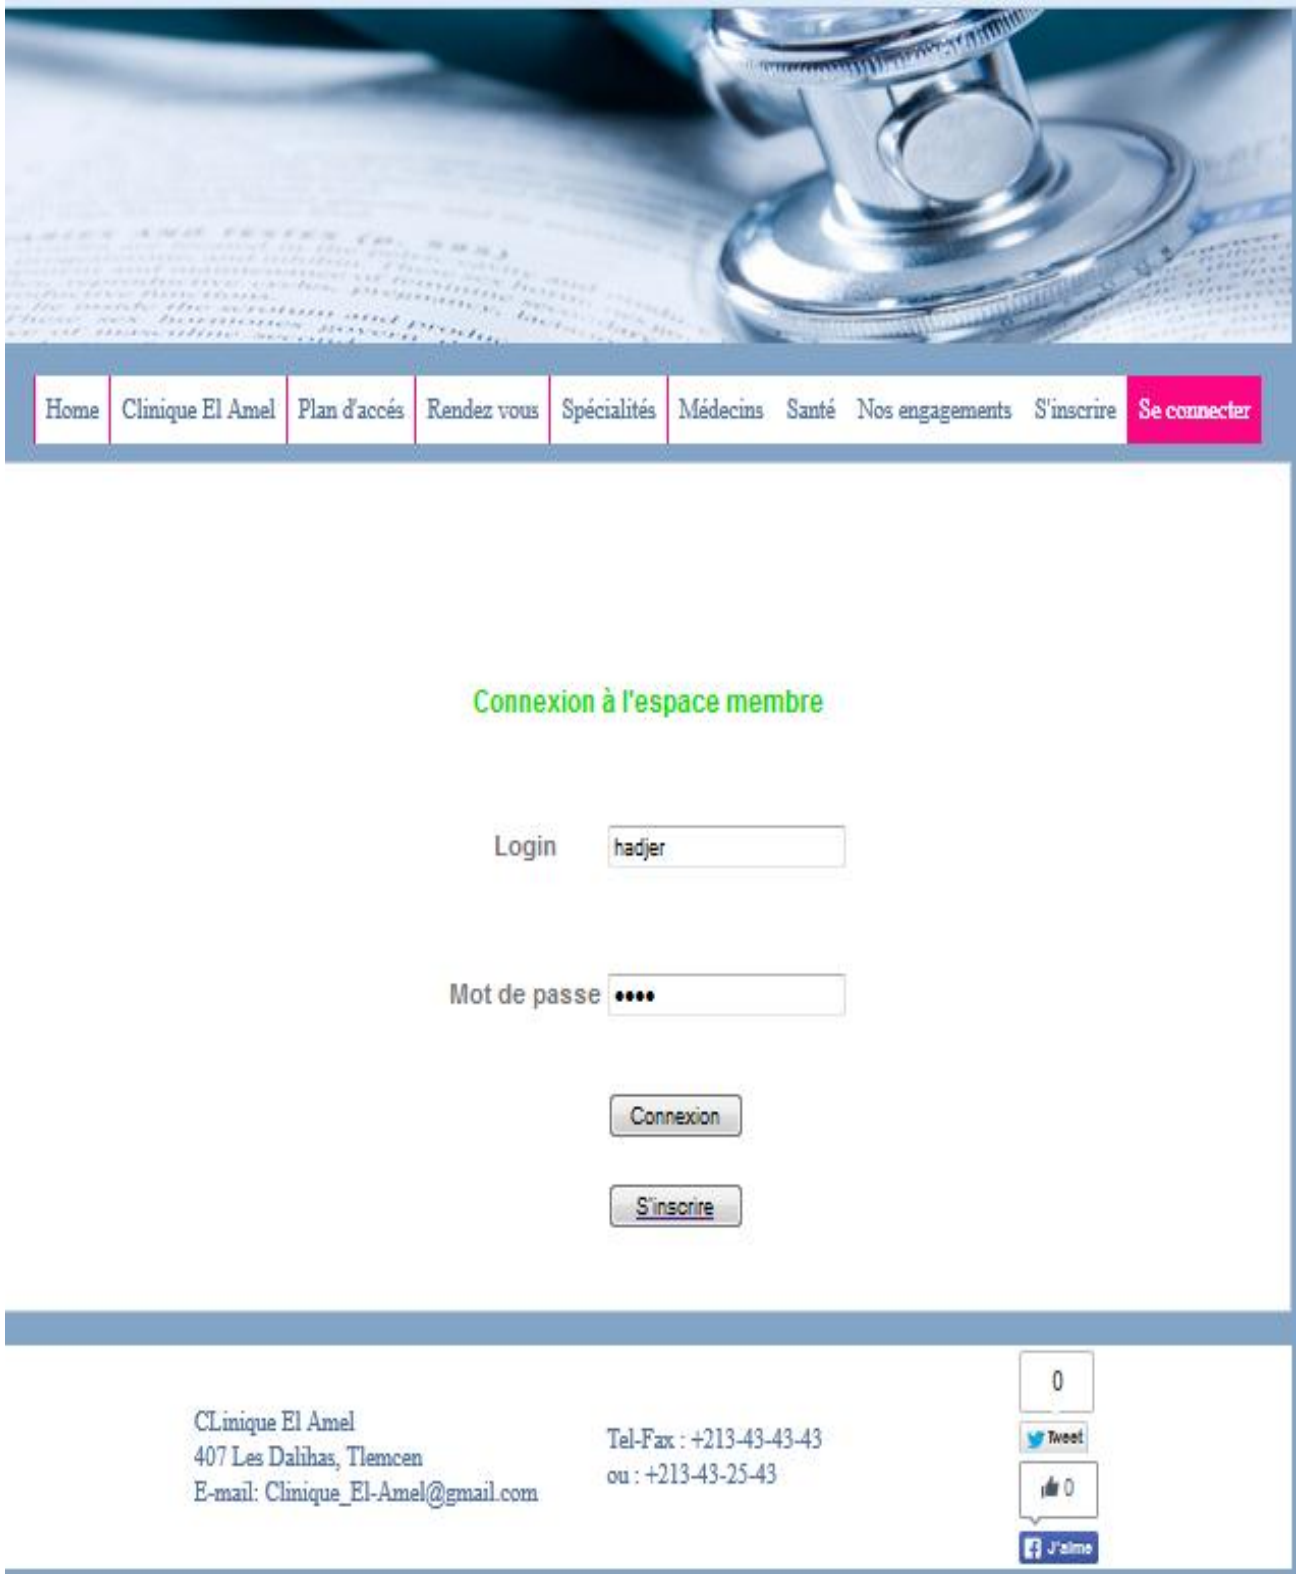 Home Clinique El Amel Plan d'accés Rendez vous Spécialités Médecins Santé Nos engagements S'inscrire Se connecter
Connexion à l'espace membre
Login hadjer
Mot de passe ••••
Connexion
S'inscrire
CLinique El Amel
407 Les Dalihas, Tlemcen
E-mail: Clinique_El-Amel@gmail.com
Tel-Fax : +213-43-43-43
ou : +213-43-25-43
0
Tweet
0
J'aime